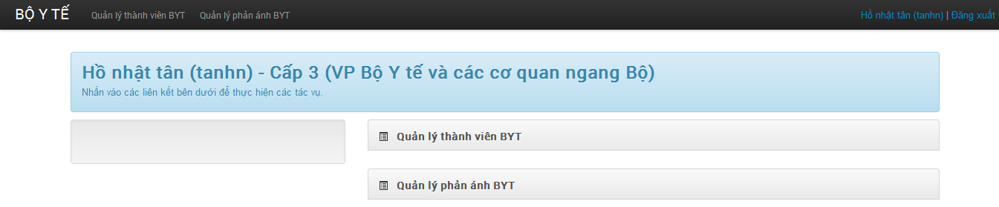 BỘ Y TẾ Quản lý thành viên BYT Quản lý phản ánh BYT Hồ nhật tân (tanhn) | Đăng xuất
Hồ nhật tân (tanhn) - Cấp 3 (VP Bộ Y tế và các cơ quan ngang Bộ)
Nhấn vào các liên kết bên dưới để thực hiện các tác vụ.
Quản lý thành viên BYT
Quản lý phản ánh BYT